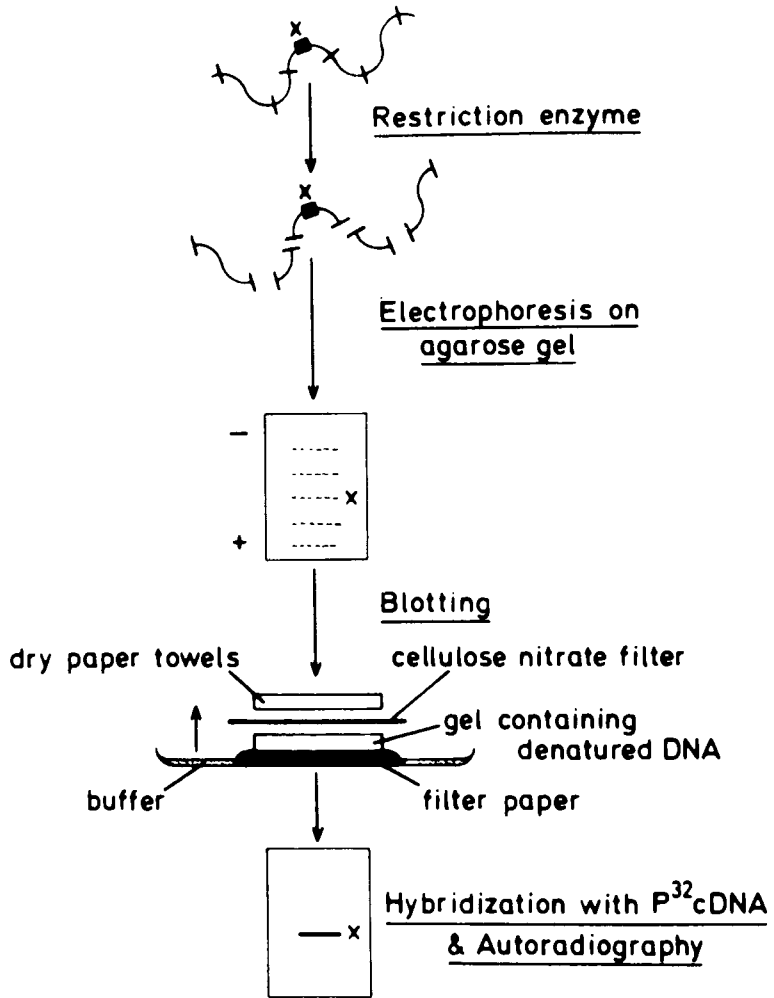 x
Restriction enzyme
x
Electrophoresis on
agarose gel
−
x
+
Blotting
dry paper towels
cellulose nitrate filter
gel containing
denatured DNA
buffer
filter paper
Hybridization with P³²cDNA
x
& Autoradiography